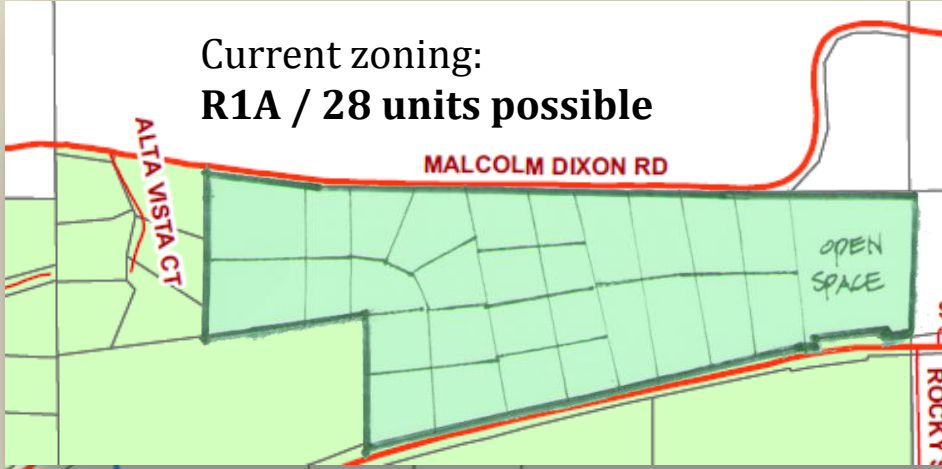 Current zoning:
R1A / 28 units possible
ALTA VISTA CT
MALCOLM DIXON RD
OPEN
SPACE
ROCKY